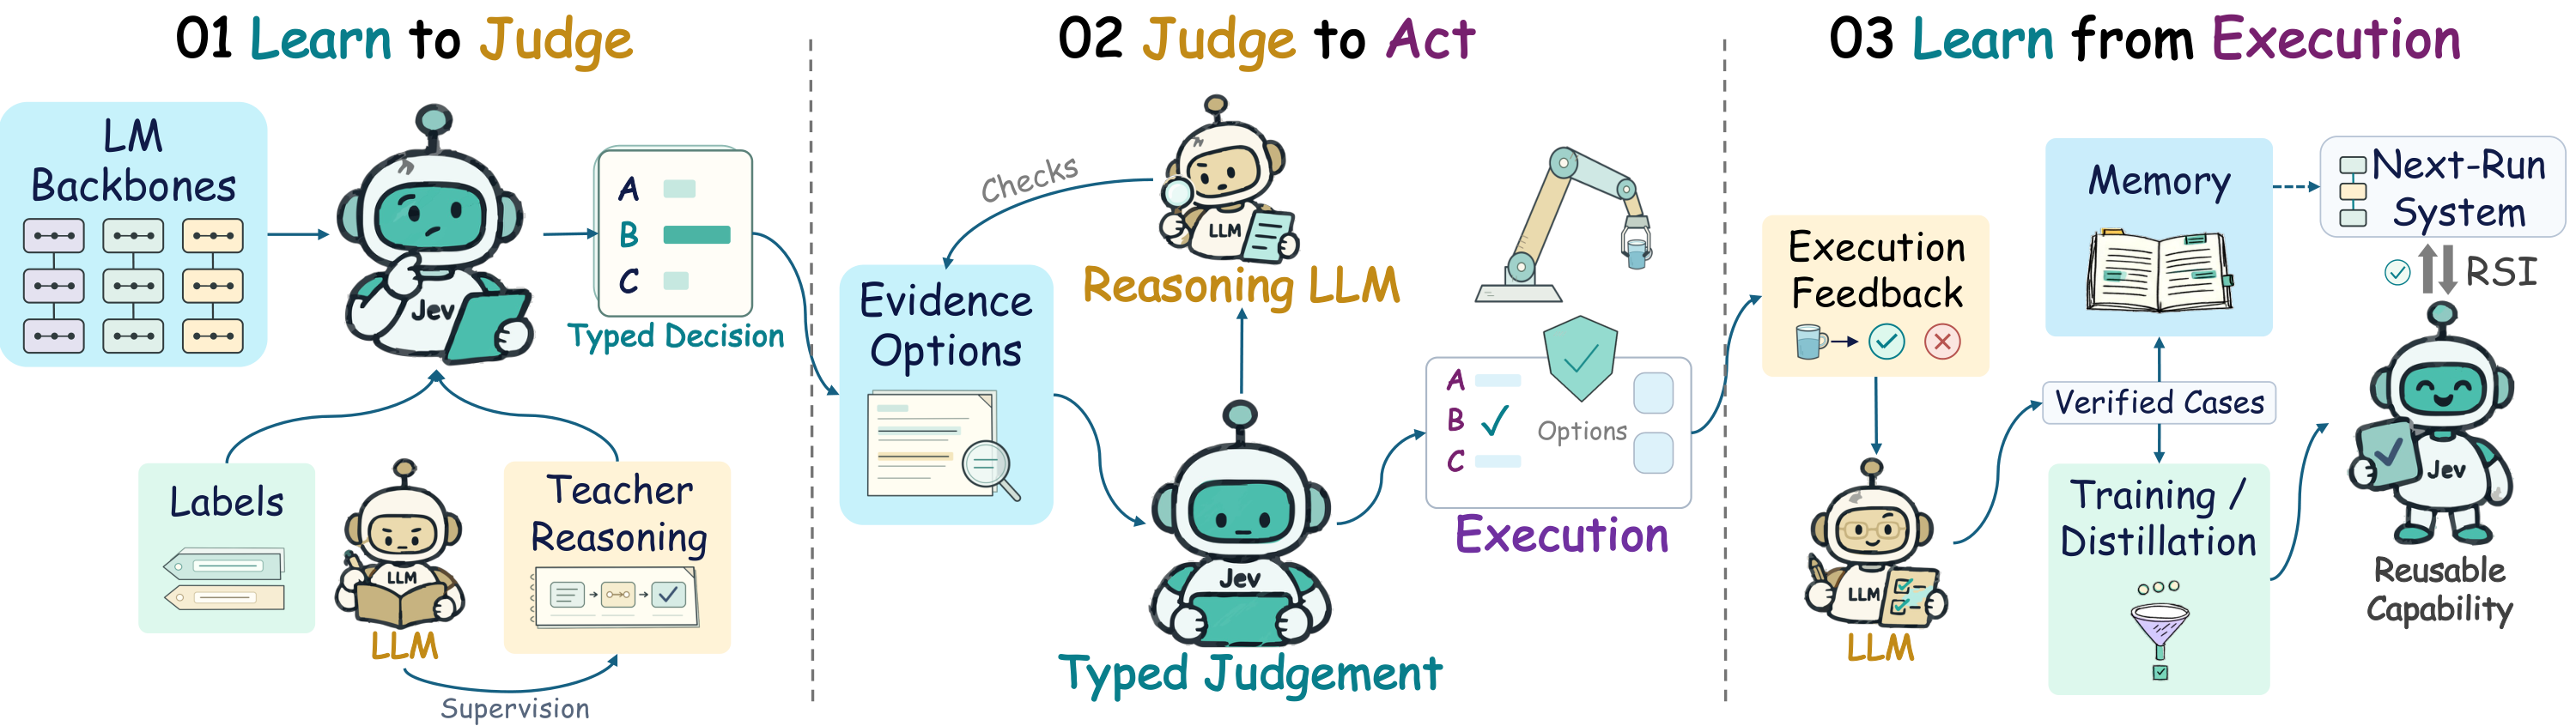 01 Learn to Judge
LM
Backbones
Jev
A
B
C
Typed Decision
Labels
LLM
LLM
Teacher
Reasoning
Supervision
02 Judge to Act
Checks
LLM
Reasoning LLM
Evidence
Options
Jev
Typed Judgement
A
B
C
Options
Execution
03 Learn from Execution
Execution
Feedback
LLM
LLM
Memory
Verified Cases
Training /
Distillation
Next-Run
System
RSI
Jev
Reusable
Capability